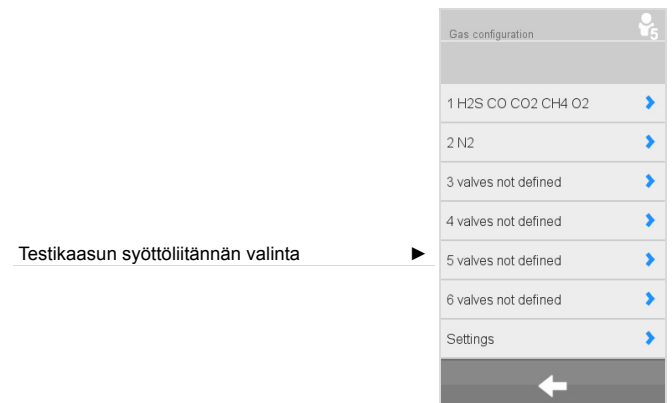 Gas configuration
5
1 H2S CO CO2 CH4 O2
2 N2
3 valves not defined
4 valves not defined
Testikaasun syöttöliitännän valinta ►
5 valves not defined
6 valves not defined
Settings